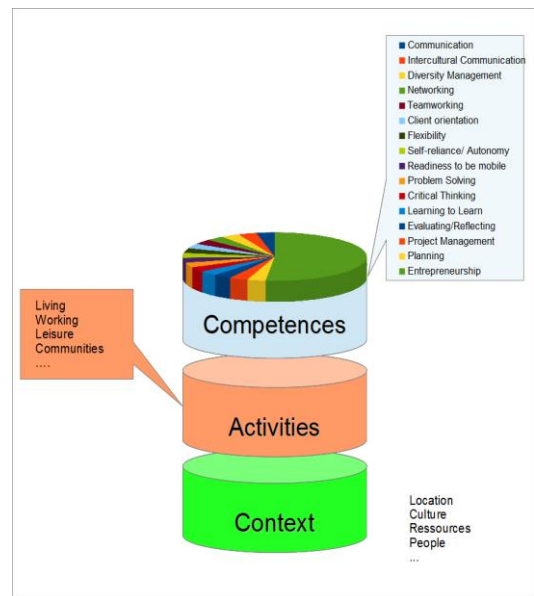 Communication
Intercultural Communication
Diversity Management
Networking
Teamworking
Client orientation
Flexibility
Self-reliance/ Autonomy
Readiness to be mobile
Problem Solving
Critical Thinking
Learning to Learn
Evaluating/Reflecting
Project Management
Planning
Entrepreneurship
Competences
Living
Working
Leisure
Communities
....
Activities
Context
Location
Culture
Ressources
People
...